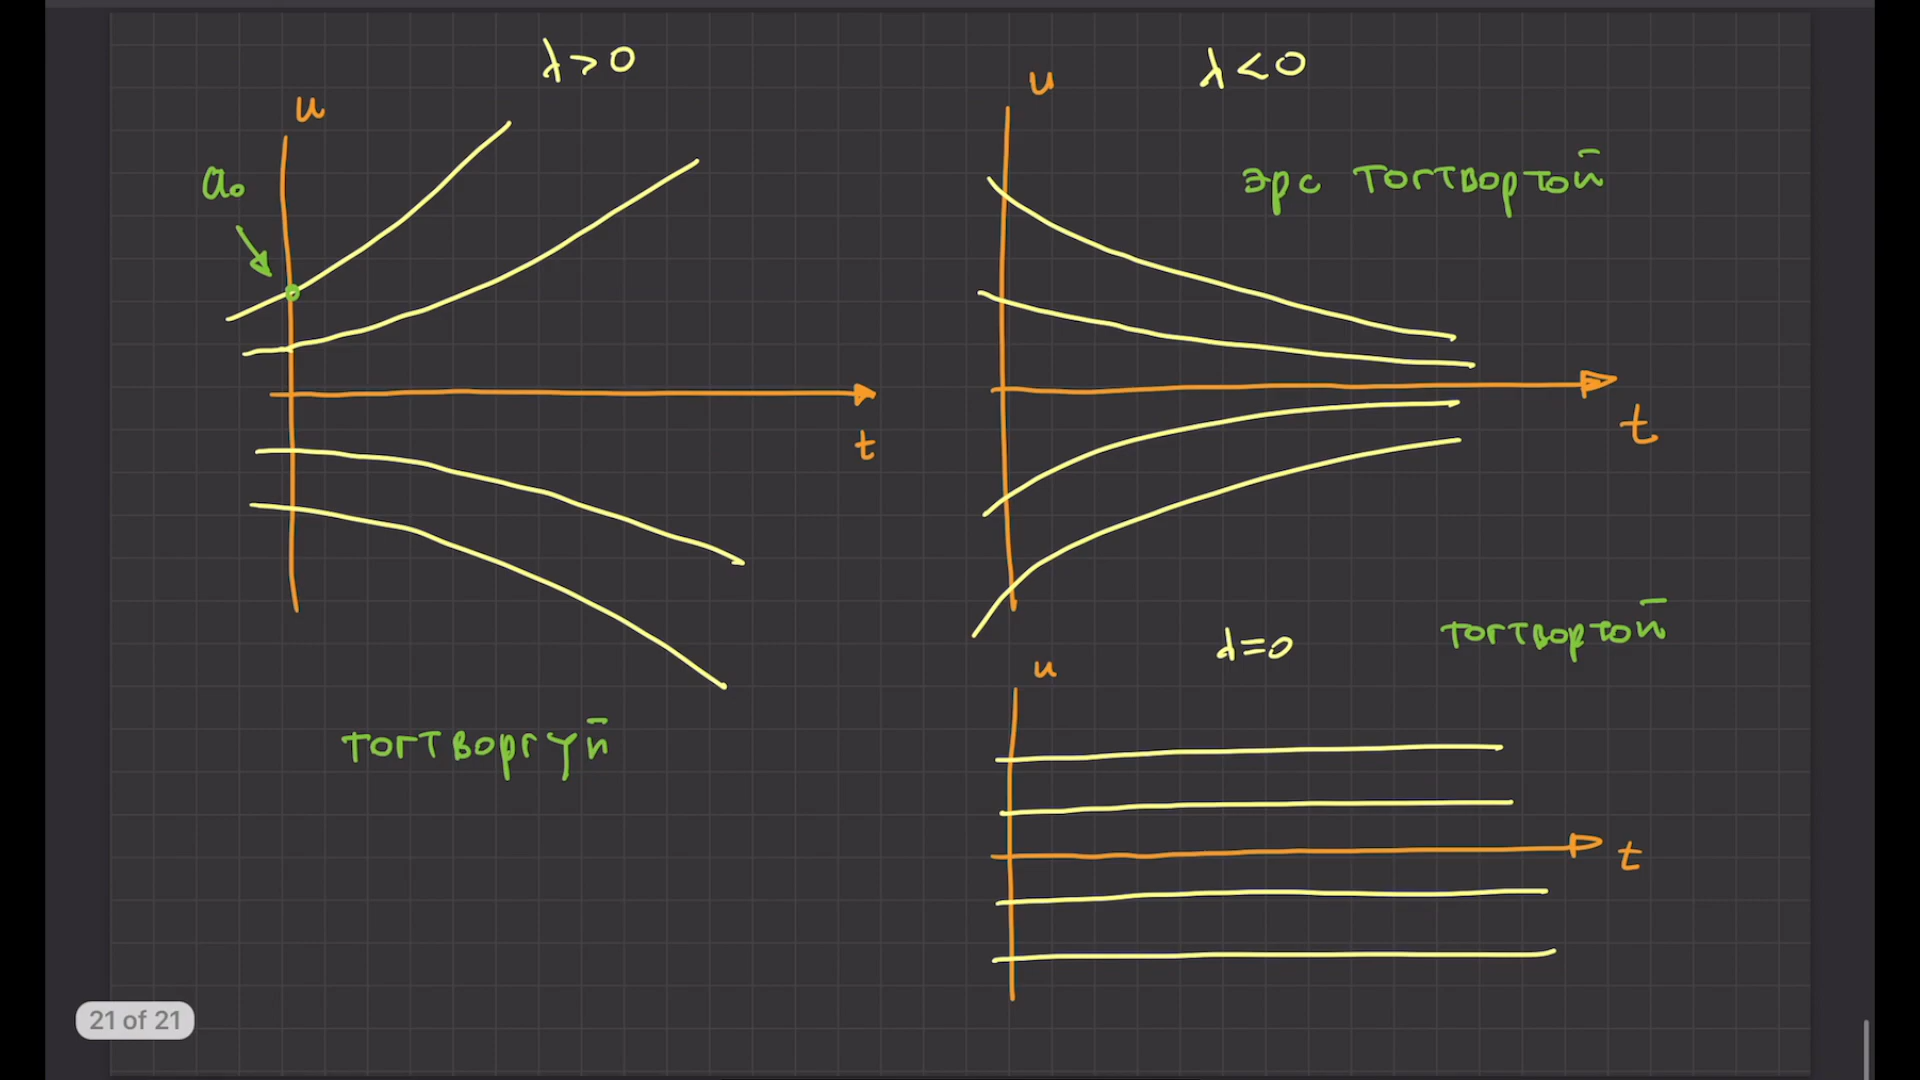 λ > 0
u
a₀
t
тогтворгүй
λ < 0
u
эрс тогтвортой
t
λ = 0
тогтвортой
u
t
21 of 21